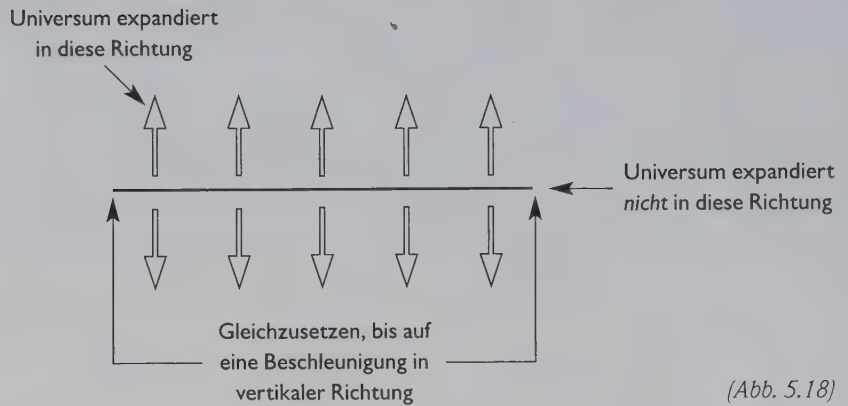 Universum expandiert
in diese Richtung
Universum expandiert
nicht in diese Richtung
Gleichzusetzen, bis auf
eine Beschleunigung in
vertikaler Richtung
(Abb. 5.18)